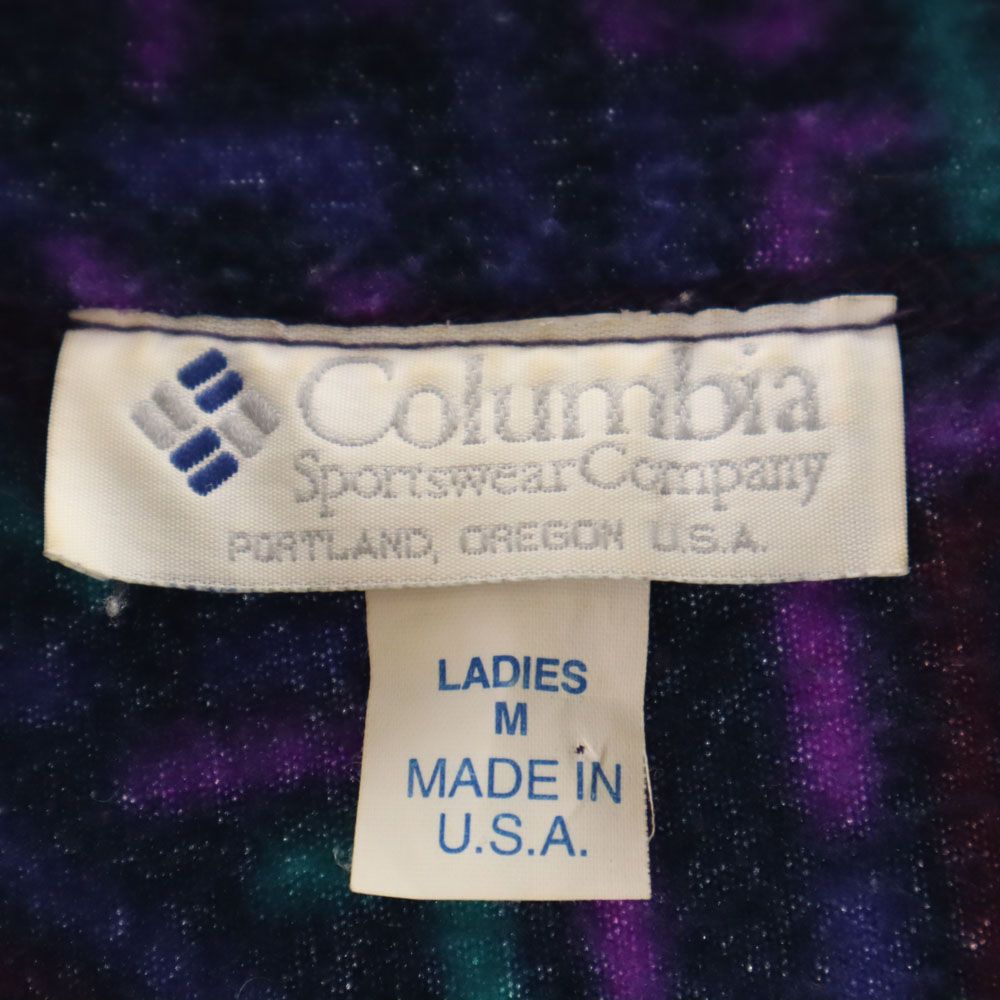 Columbia
Sportswear Company
PORTLAND, OREGON U.S.A.
LADIES
M
MADE IN
U.S.A.